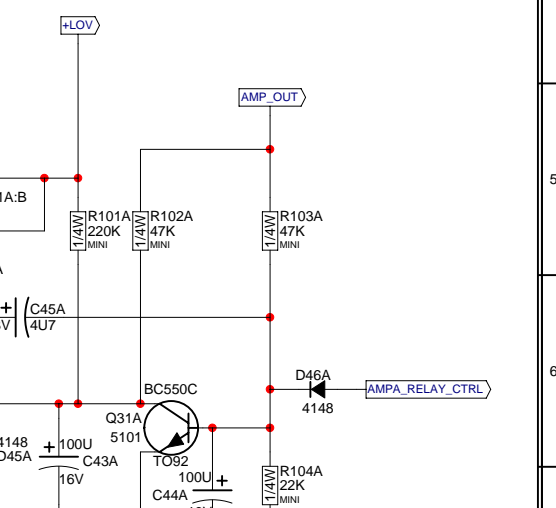 +LOV
AMP_OUT
5
1A:B
1/4W
R101A
220K
MINI
1/4W
R102A
47K
MINI
1/4W
R103A
47K
MINI
A
+
C45A
V
4U7
6
D46A
4148
AMPA_RELAY_CTRL
BC550C
Q31A
5101
TO92
4148
D45A
+
100U
C43A
16V
100U
+
C44A
1/4W
R104A
22K
MINI